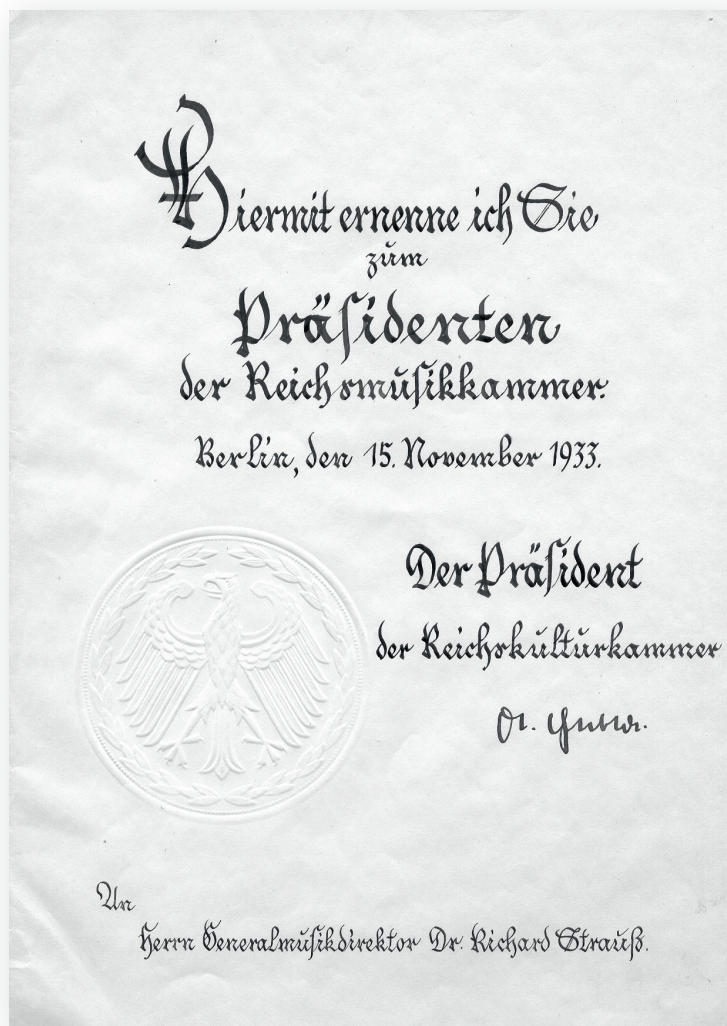 Hiermit ernenne ich Sie
zum
Präsidenten
der Reichsmusikkammer.
Berlin, den 15. November 1933.
Der Präsident
der Reichskulturkammer
Dr.
An
Herrn Generalmusikdirektor Dr. Richard Strauß.